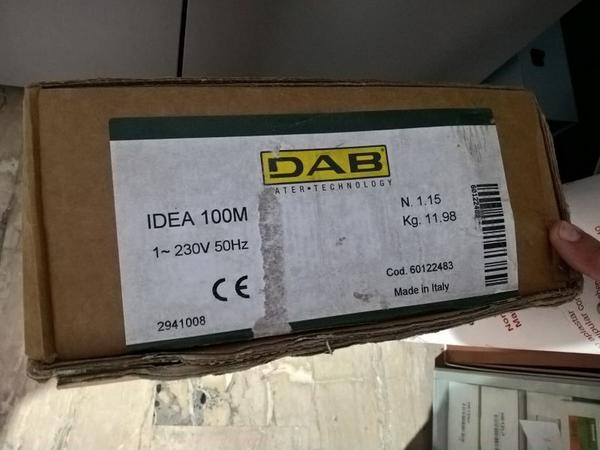 DAB
ATER•TECHNOLOGY
IDEA 100M
1~ 230V 50Hz
N. 1.15
Kg. 11.98
CE
Cod. 60122483
Made in Italy
2941008
60122483